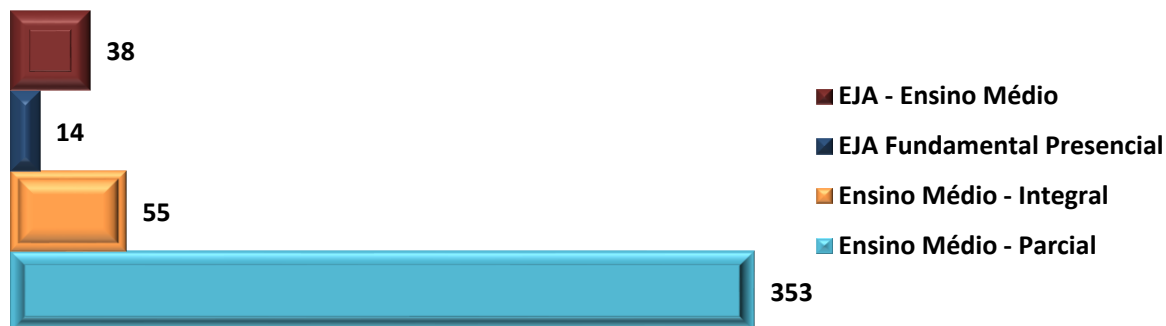 38
14
55
353
EJA - Ensino Médio
EJA Fundamental Presencial
Ensino Médio - Integral
Ensino Médio - Parcial